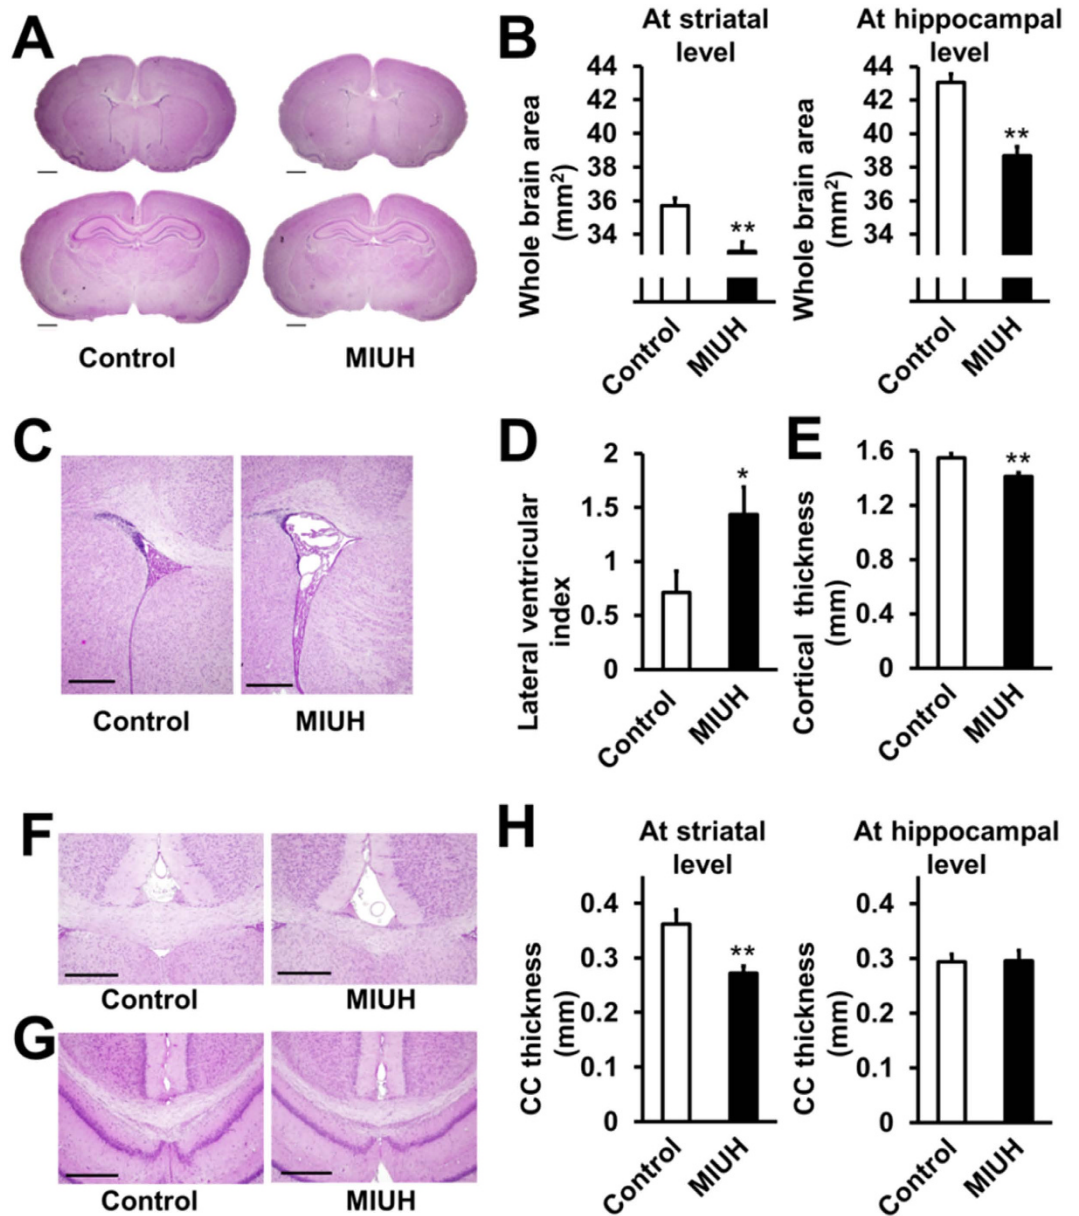 A
Control
MIUH
B
At striatal
level
Whole brain area
(mm²)
44
42
40
38
36
34
**
Control
MIUH
At hippocampal
level
Whole brain area
(mm²)
44
42
40
38
36
34
**
Control
MIUH
C
Control
MIUH
D
Lateral ventricular
index
2
1.5
1
0.5
0
*
Control
MIUH
E
Cortical thickness
(mm)
1.6
1.2
0.8
0.4
0
**
Control
MIUH
F
Control
MIUH
G
Control
MIUH
H
At striatal
level
CC thickness
(mm)
0.4
0.3
0.2
0.1
0
**
Control
MIUH
At hippocampal
level
CC thickness
(mm)
0.4
0.3
0.2
0.1
0
Control
MIUH